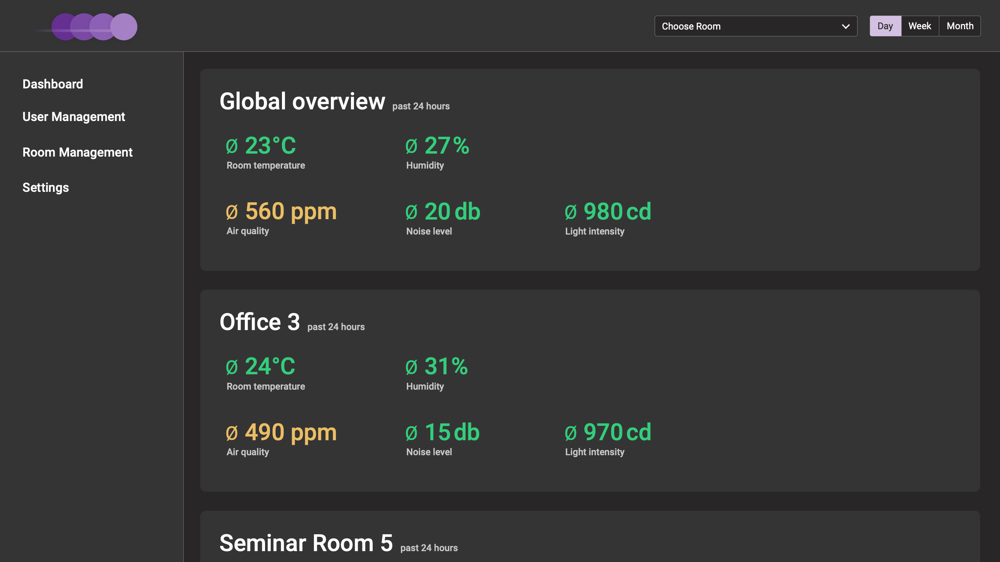 Choose Room
Day Week Month
Dashboard
User Management
Room Management
Settings
Global overview past 24 hours
Ø 23°C Ø 27%
Room temperature Humidity
Ø 560 ppm Ø 20 db Ø 980 cd
Air quality Noise level Light intensity
Office 3 past 24 hours
Ø 24°C Ø 31%
Room temperature Humidity
Ø 490 ppm Ø 15 db Ø 970 cd
Air quality Noise level Light intensity
Seminar Room 5 past 24 hours